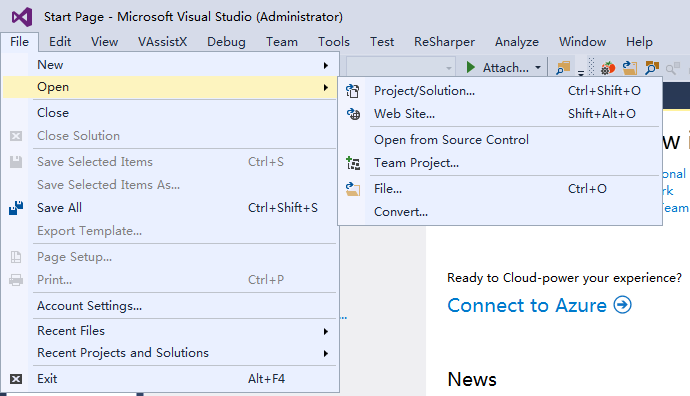 Start Page - Microsoft Visual Studio (Administrator)
File Edit View VAssistX Debug Team Tools Test ReSharper Analyze Window Help
Attach...
New
Open
Close
Close Solution
Save Selected Items Ctrl+S
Save Selected Items As...
Save All Ctrl+Shift+S
Export Template...
Page Setup...
Print... Ctrl+P
Account Settings...
Recent Files
Recent Projects and Solutions
Exit Alt+F4
Project/Solution... Ctrl+Shift+O
Web Site... Shift+Alt+O
Open from Source Control
Team Project...
File... Ctrl+O
Convert...
Team
...
Ready to Cloud-power your experience?
Connect to Azure
News